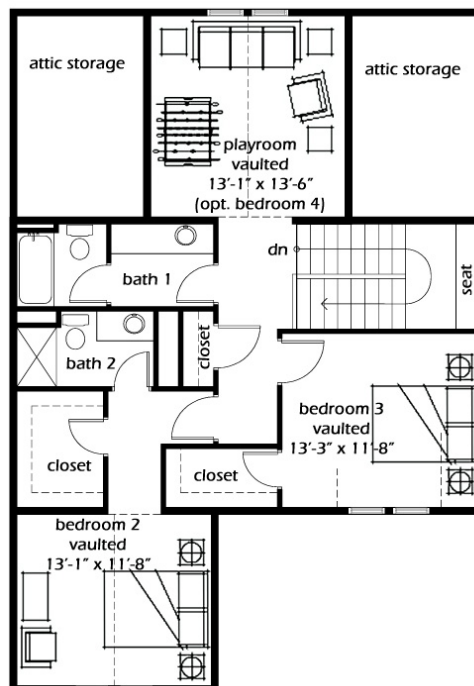 attic storage
attic storage
playroom
vaulted
13'-1" x 13'-6"
(opt. bedroom 4)
dn
seat
bath 1
closet
bath 2
bedroom 3
vaulted
13'-3" x 11'-8"
closet
closet
bedroom 2
vaulted
13'-1" x 11'-8"